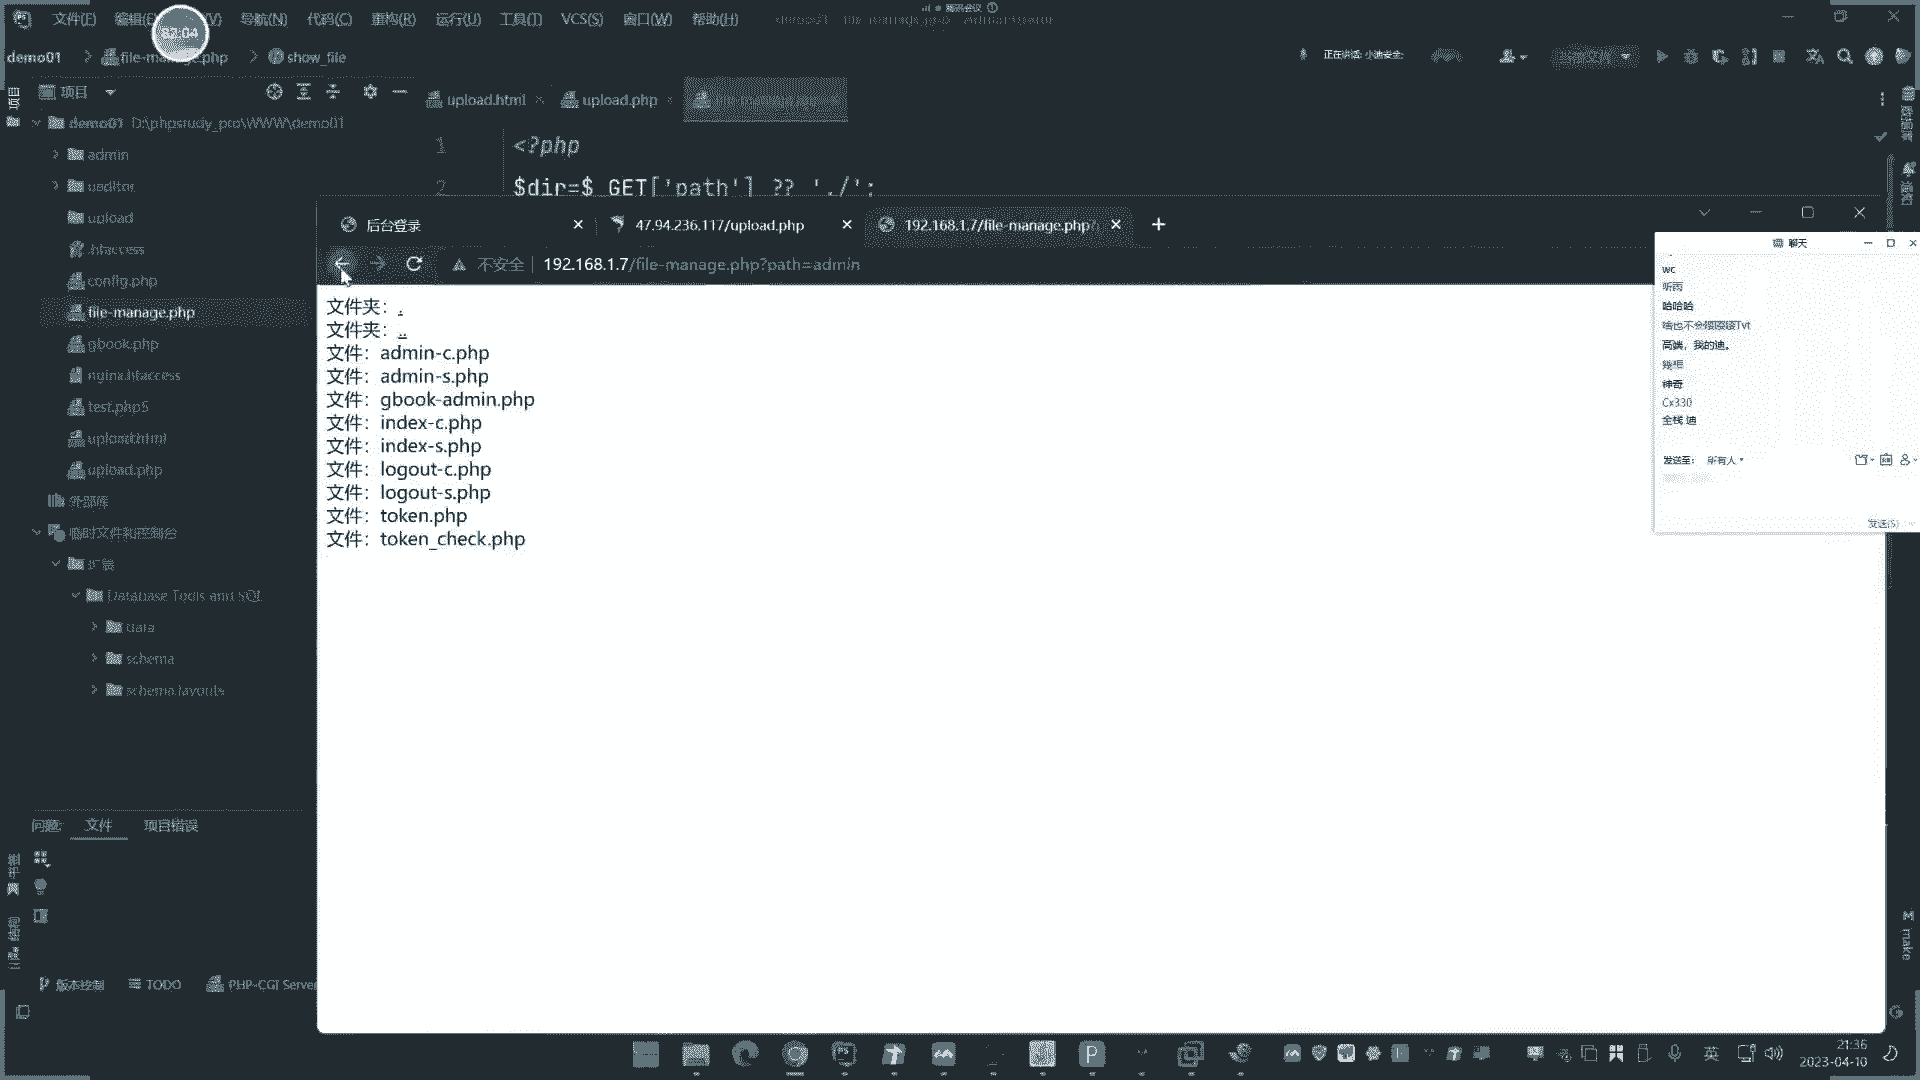 文件(F) 编辑(E) 导航(N) 代码(C) 重构(R) 运行(U) 工具(T) VCS(S) 窗口(W) 帮助(H)
82:04
demo01 file-manage.php show_file
正在讲话: 小迪安全:
项目
upload.html upload.php
demo01 D:\phpstudy_pro\WWW\demo01
admin
ueditor
upload
.htaccess
config.php
file-manage.php
gbook.php
nginx.htaccess
test.php5
upload.html
upload.php
外部库
临时文件和控制台
扩展
Database Tools and SQL
data
schema
schema.layouts
1 <?php
2 $dir=$_GET['path'] ?? './';
后台登录
47.94.236.117/upload.php
192.168.1.7/file-manage.php?
不安全 192.168.1.7/file-manage.php?path=admin
文件夹: .
文件夹: ..
文件: admin-c.php
文件: admin-s.php
文件: gbook-admin.php
文件: index-c.php
文件: index-s.php
文件: logout-c.php
文件: logout-s.php
文件: token.php
文件: token_check.php
聊天
wc
听雨
哈哈哈
高端，我的迪。
神奇
Cx330
全栈 迪
发送至: 所有人
发送(S)
问题: 文件 项目错误
版本控制 TODO PHP-CGI Server
make
英
21:36
2023-04-10